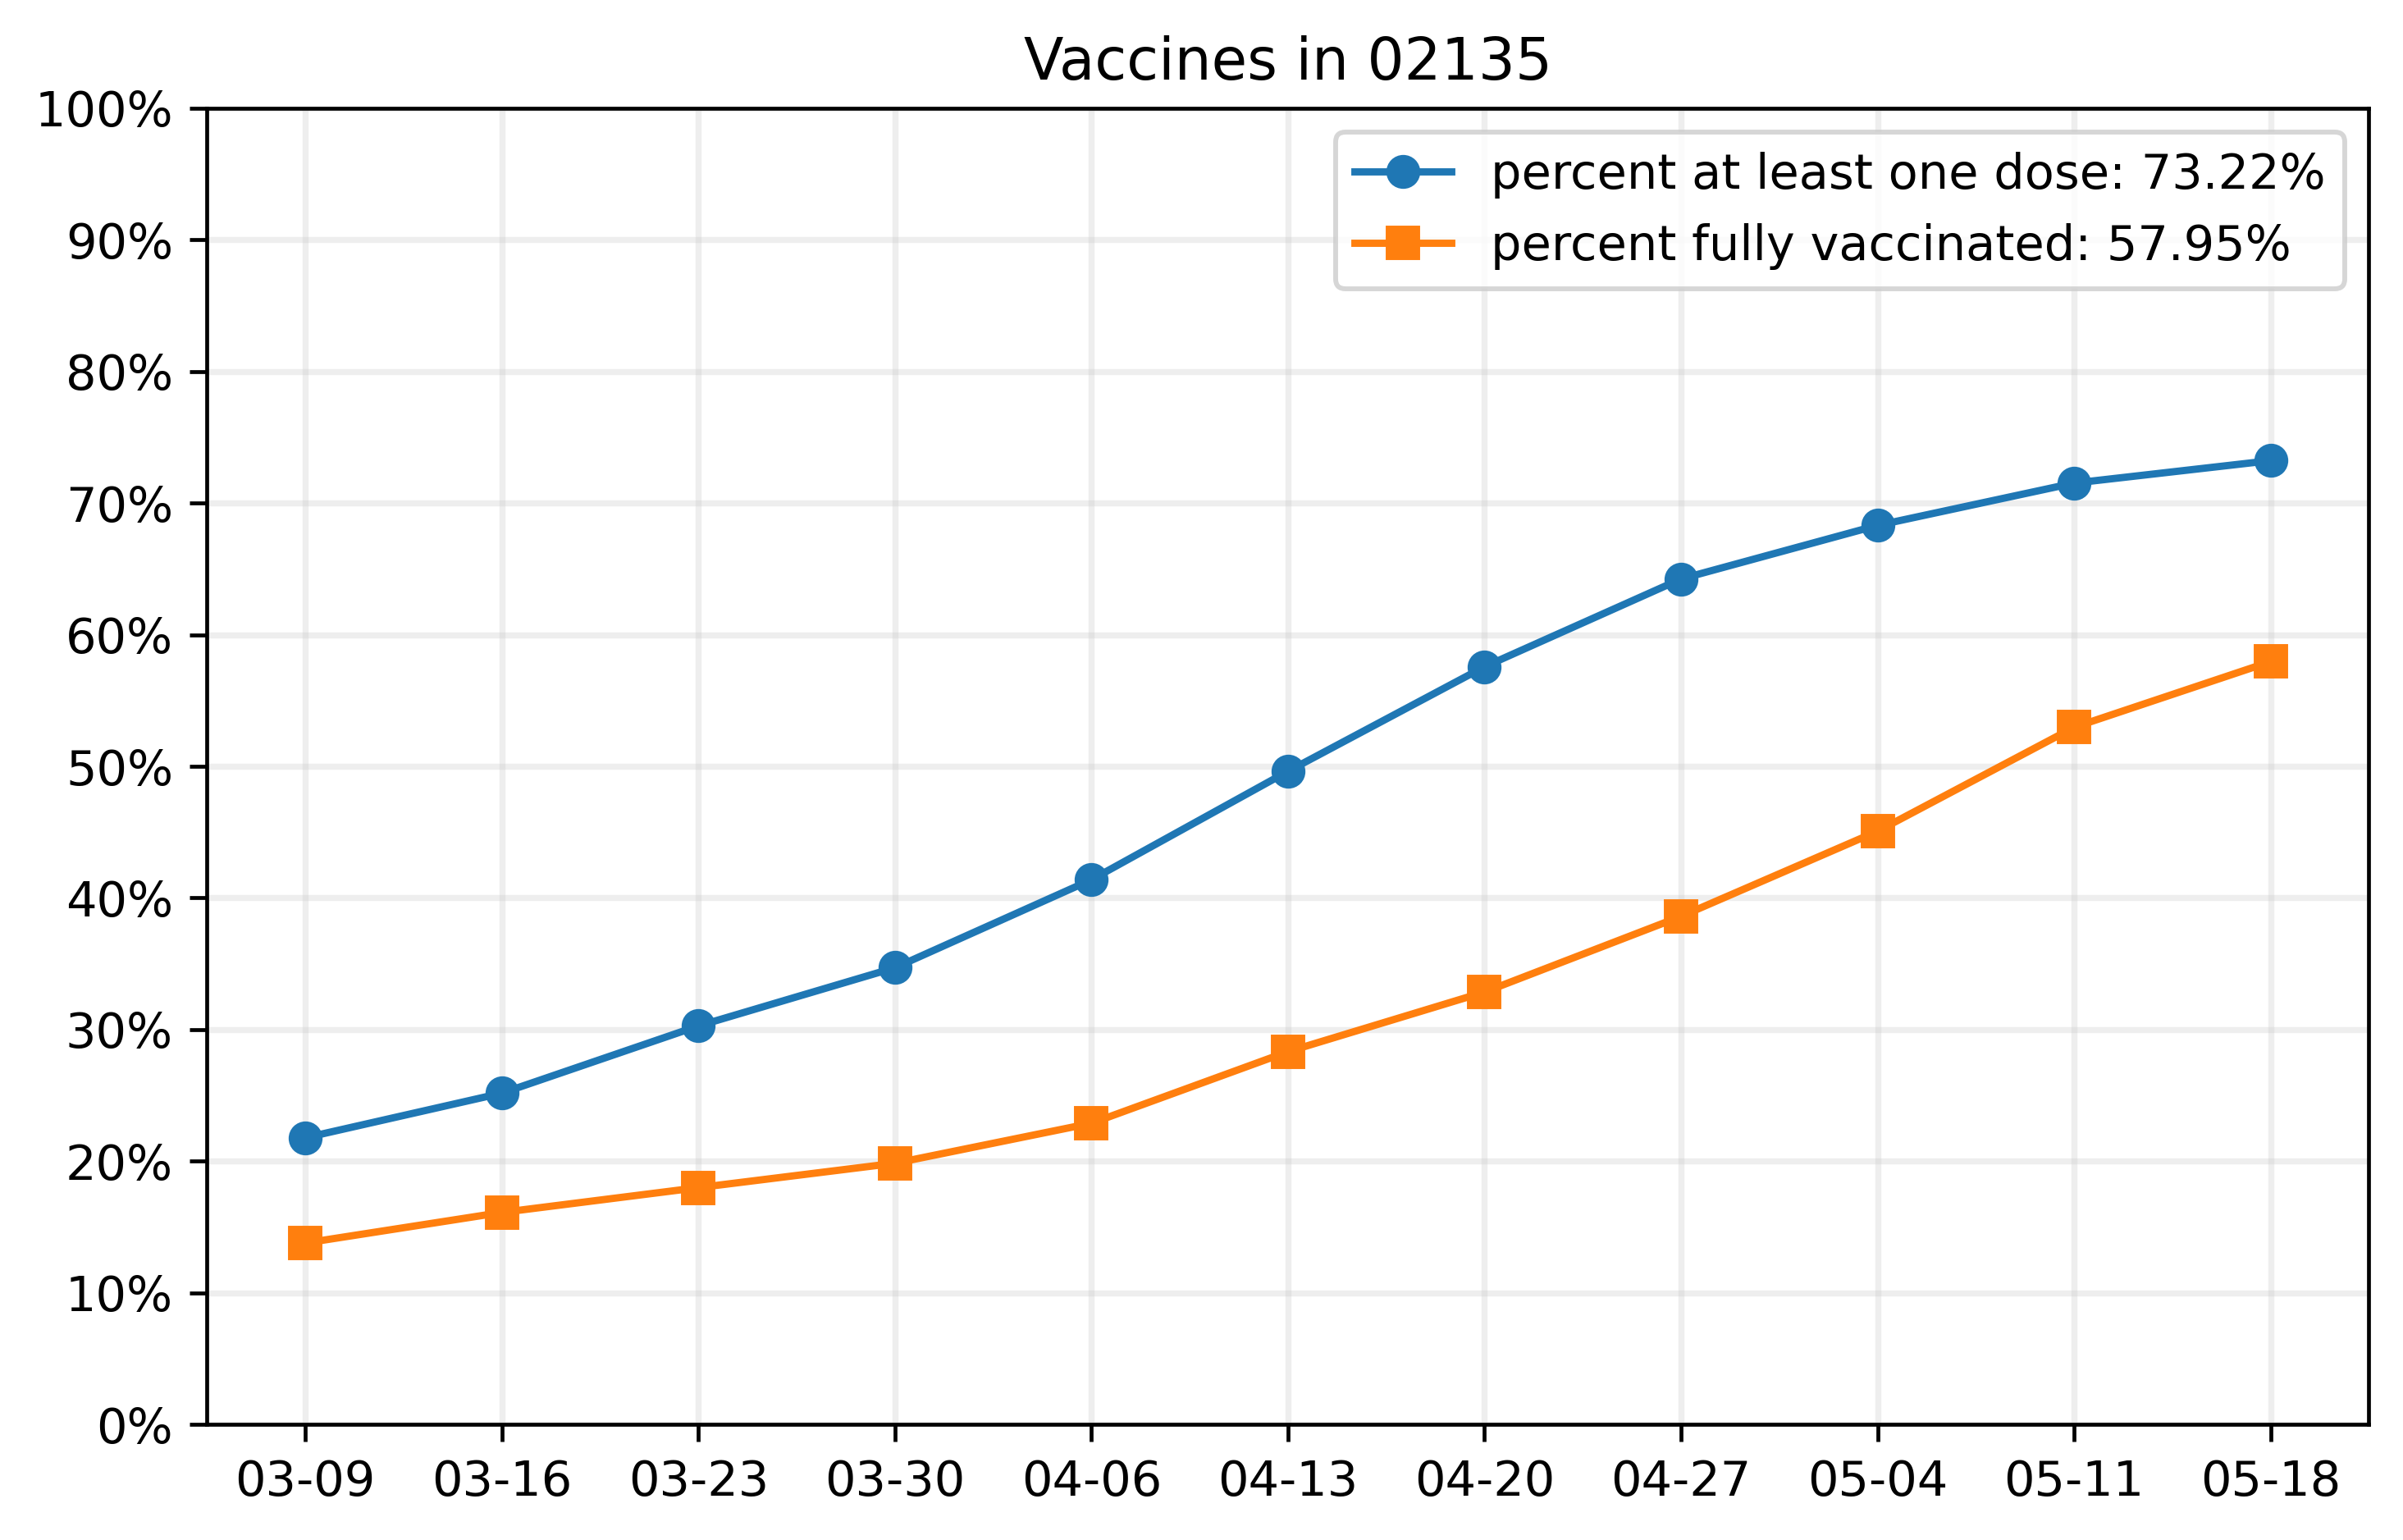 Vaccines in 02135
100%
90%
80%
70%
60%
50%
40%
30%
20%
10%
0%
percent at least one dose: 73.22%
percent fully vaccinated: 57.95%
03-09 03-16 03-23 03-30 04-06 04-13 04-20 04-27 05-04 05-11 05-18